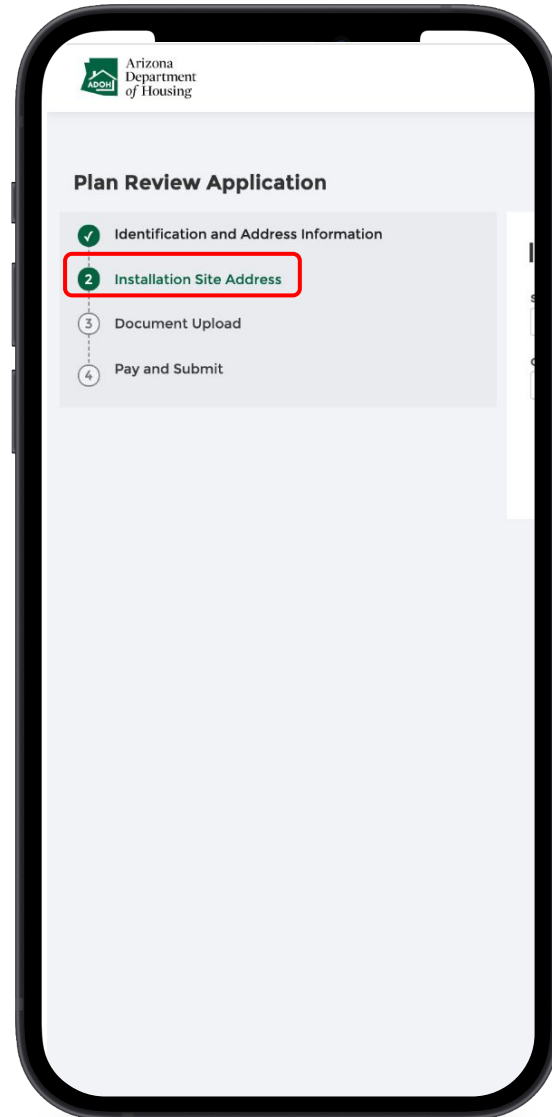 Arizona
Department
of Housing
ADOH
Plan Review Application
Identification and Address Information
2 Installation Site Address
3 Document Upload
4 Pay and Submit